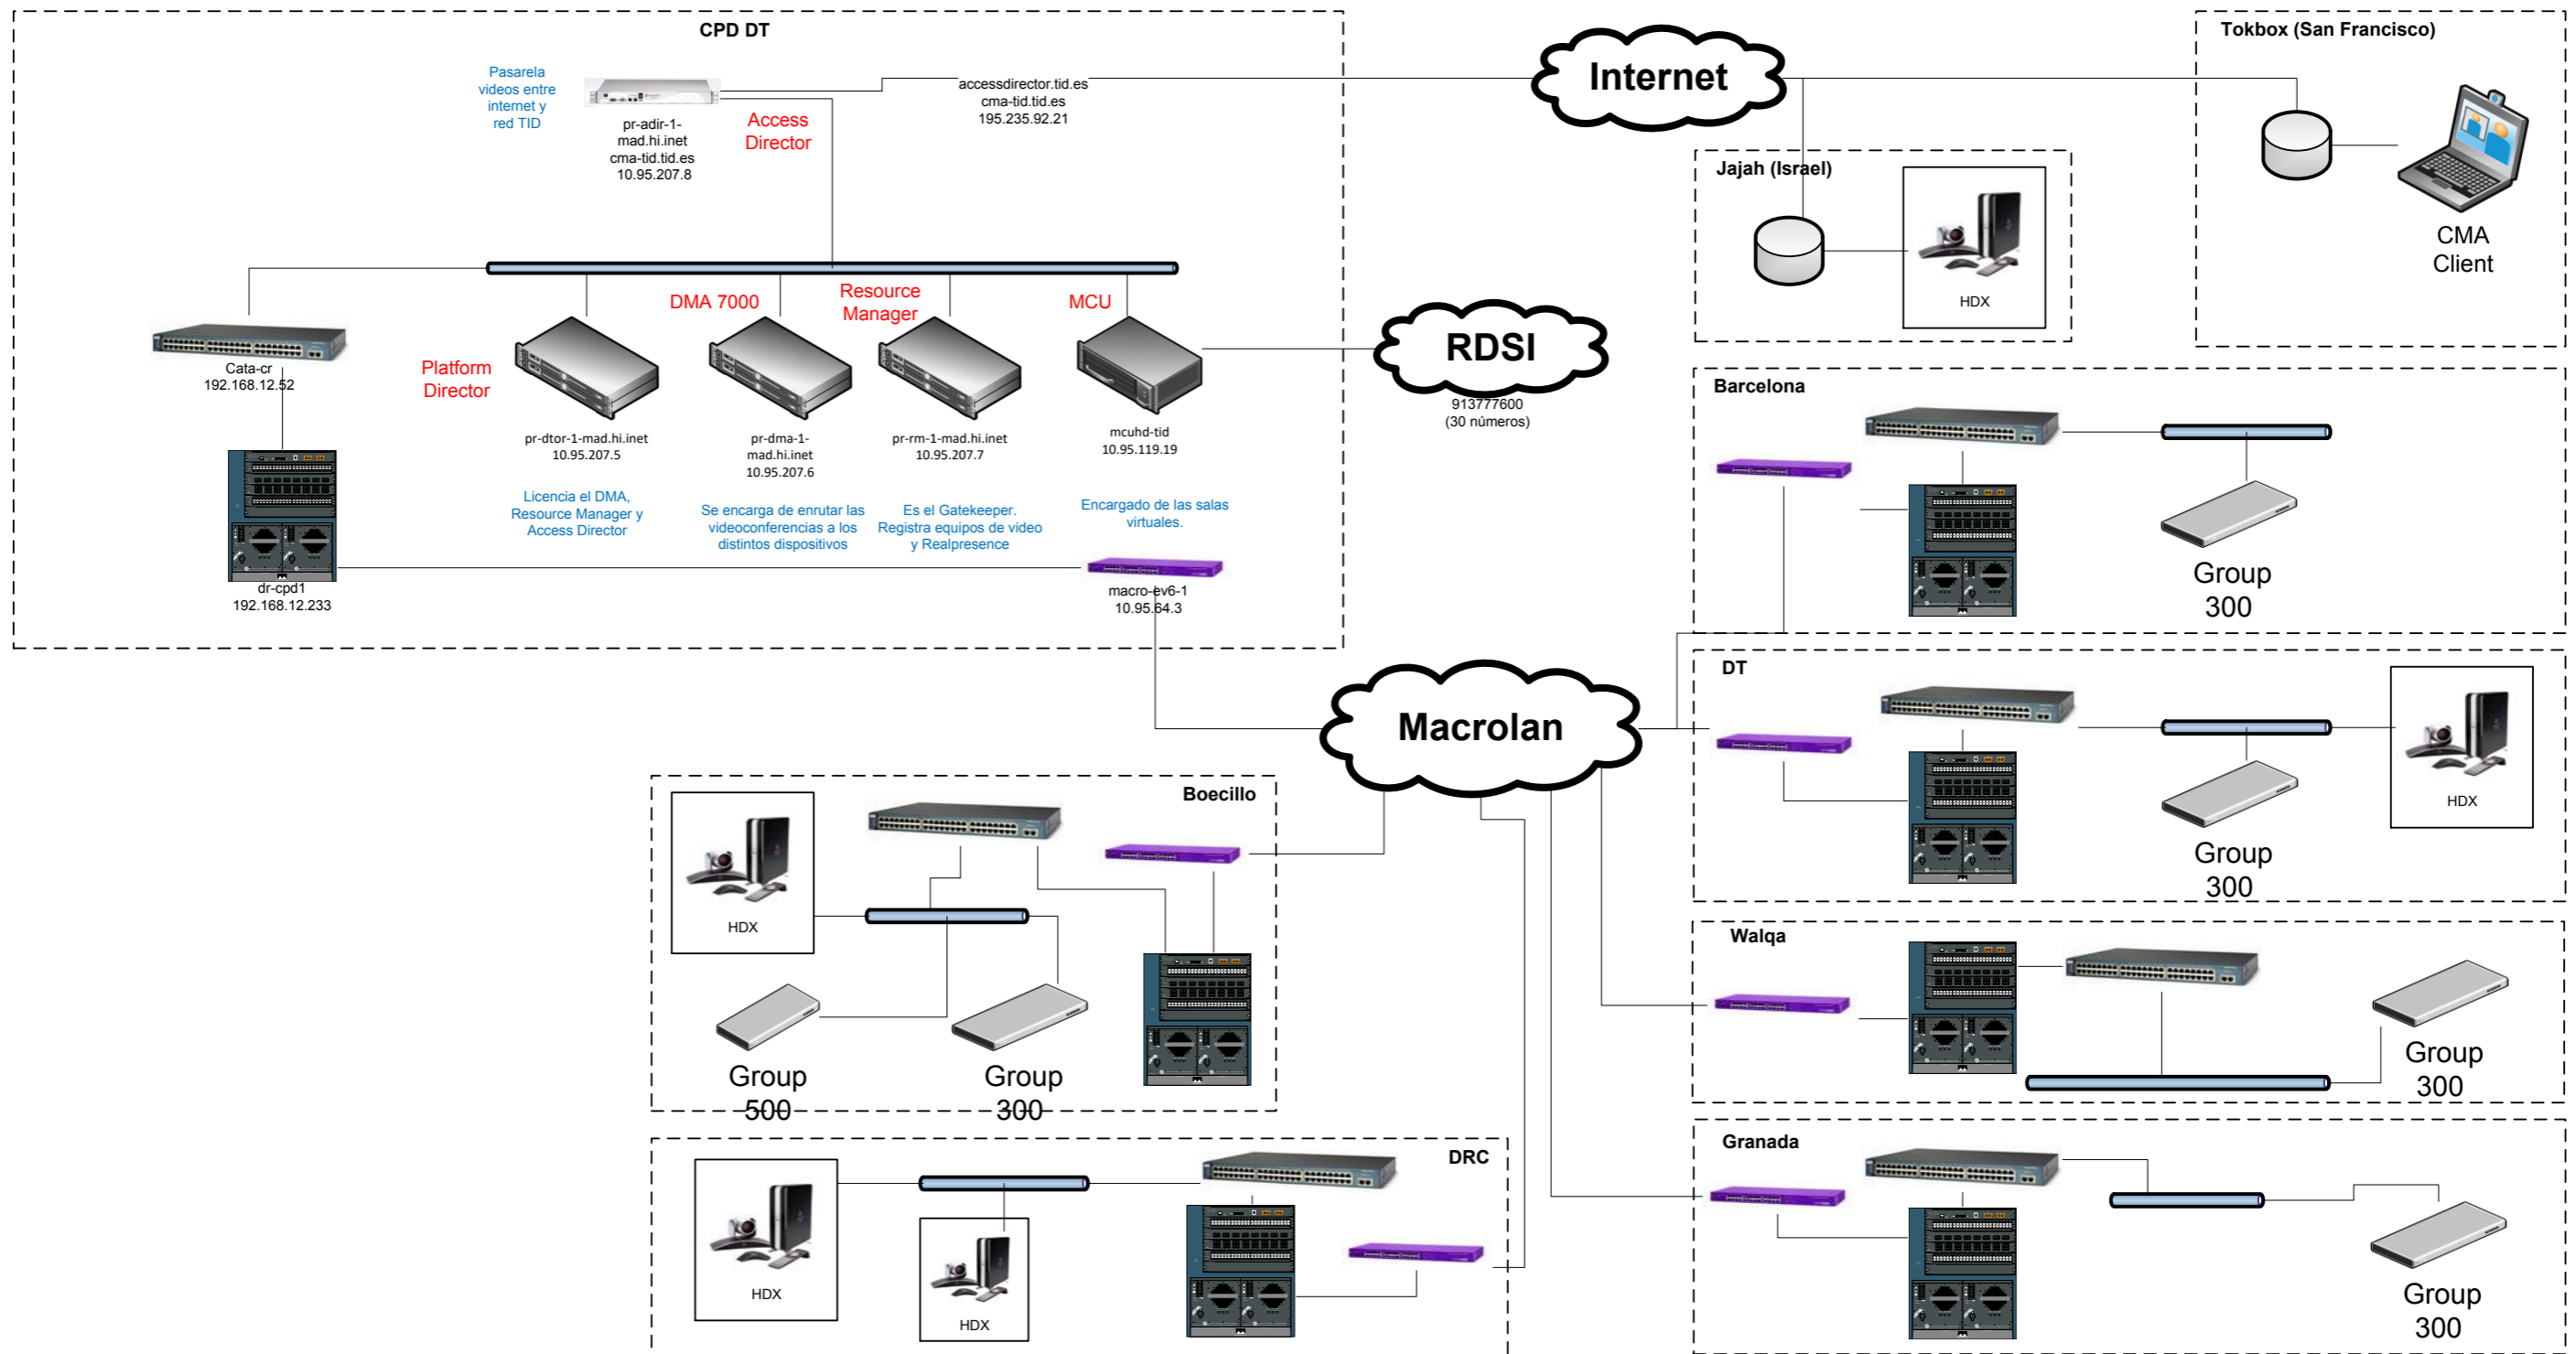 CPD DT
Pasarela
videos entre
internet y
red TID
pr-adir-1-
mad.hi.inet
cma-tid.tid.es
10.95.207.8
Access
Director
accessdirector.tid.es
cma-tid.tid.es
195.235.92.21
Internet
Tokbox (San Francisco)
CMA
Client
Jajah (Israel)
HDX
Cata-cr
192.168.12.52
Platform
Director
DMA 7000
Resource
Manager
MCU
pr-dtor-1-mad.hi.inet
10.95.207.5
pr-dma-1-
mad.hi.inet
10.95.207.6
pr-rm-1-mad.hi.inet
10.95.207.7
mcuhd-tid
10.95.119.19
RDSI
913777600
(30 números)
Licencia el DMA,
Resource Manager y
Access Director
Se encarga de enrutar las
videoconferencias a los
distintos dispositivos
Es el Gatekeeper.
Registra equipos de video
y Realpresence
Encargado de las salas
virtuales.
dr-cpd1
192.168.12.233
macro-ev6-1
10.95.64.3
Barcelona
Group
300
Macrolan
DT
Group
300
HDX
Boecillo
HDX
Group
500
Group
300
Walqa
Group
300
DRC
HDX
HDX
Granada
Group
300